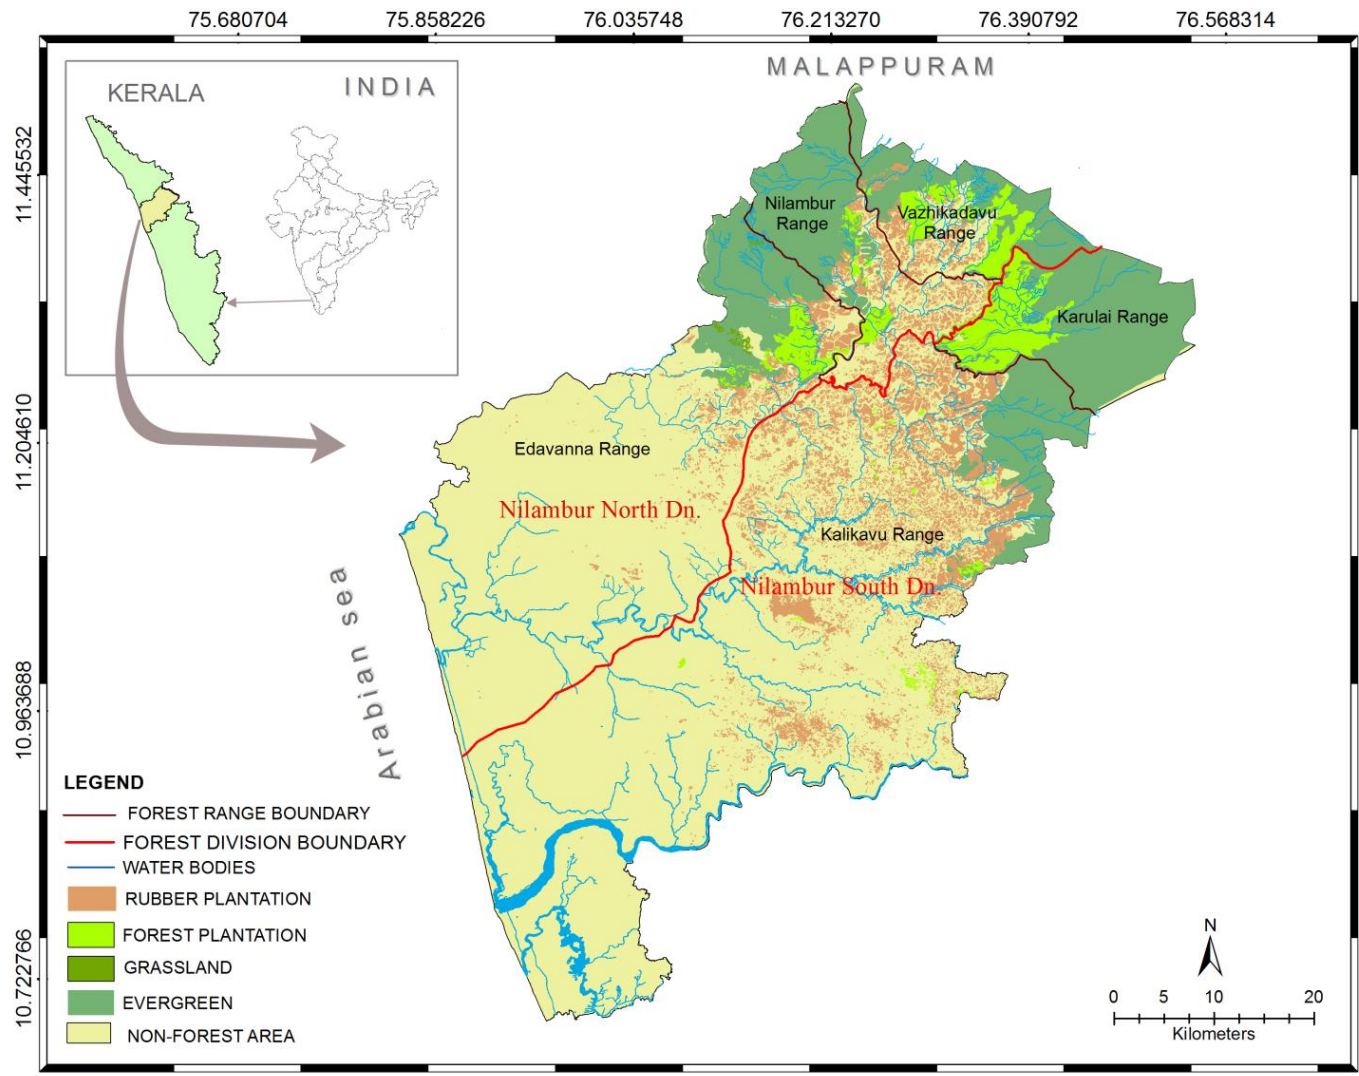 75.680704
75.858226
76.035748
76.213270
76.390792
76.568314
MALAPPURAM
INDIA
KERALA
11.445532
11.204610
10.963688
10.722766
Nilambur
Range
Vazhikadavu
Range
Karulai Range
Edavanna Range
Nilambur North Dn.
Kalikavu Range
Nilambur South Dn.
Arabian sea
LEGEND
FOREST RANGE BOUNDARY
FOREST DIVISION BOUNDARY
WATER BODIES
RUBBER PLANTATION
FOREST PLANTATION
GRASSLAND
EVERGREEN
NON-FOREST AREA
N
0 5 10 20
Kilometers